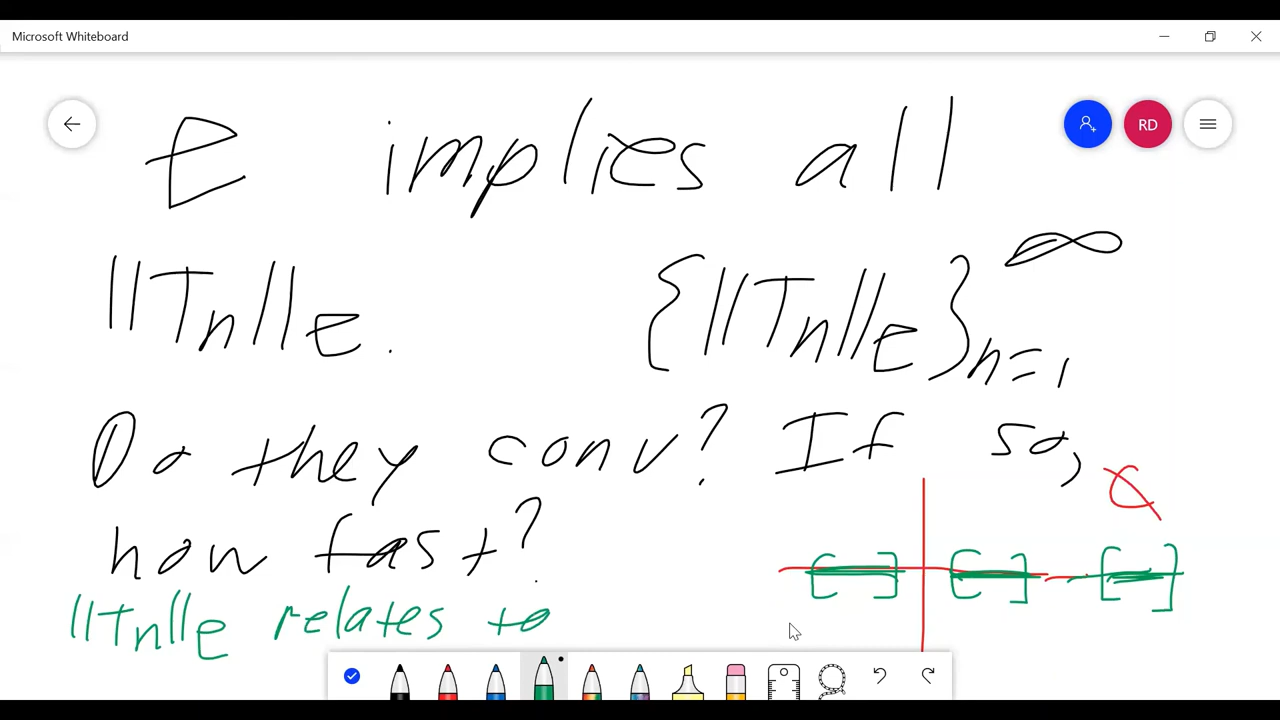 Microsoft Whiteboard
RD
E implies all
||Tn||e. {||Tn||e}n=1 ∞
Do they conv? If so,
how fast?
||Tn||e relates to
[ ] [ ] [ ]